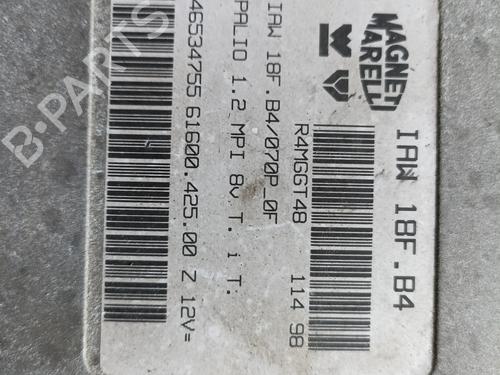 MAGNETI
MARELLI
IAW 18F.B4
R4MGGT48 114 98
IAW 18F.B4/070P_0F
PALIO 1.2 MPI 8v T. i T.
46534755 61600.425.00 Z 12V=
B-PARTS